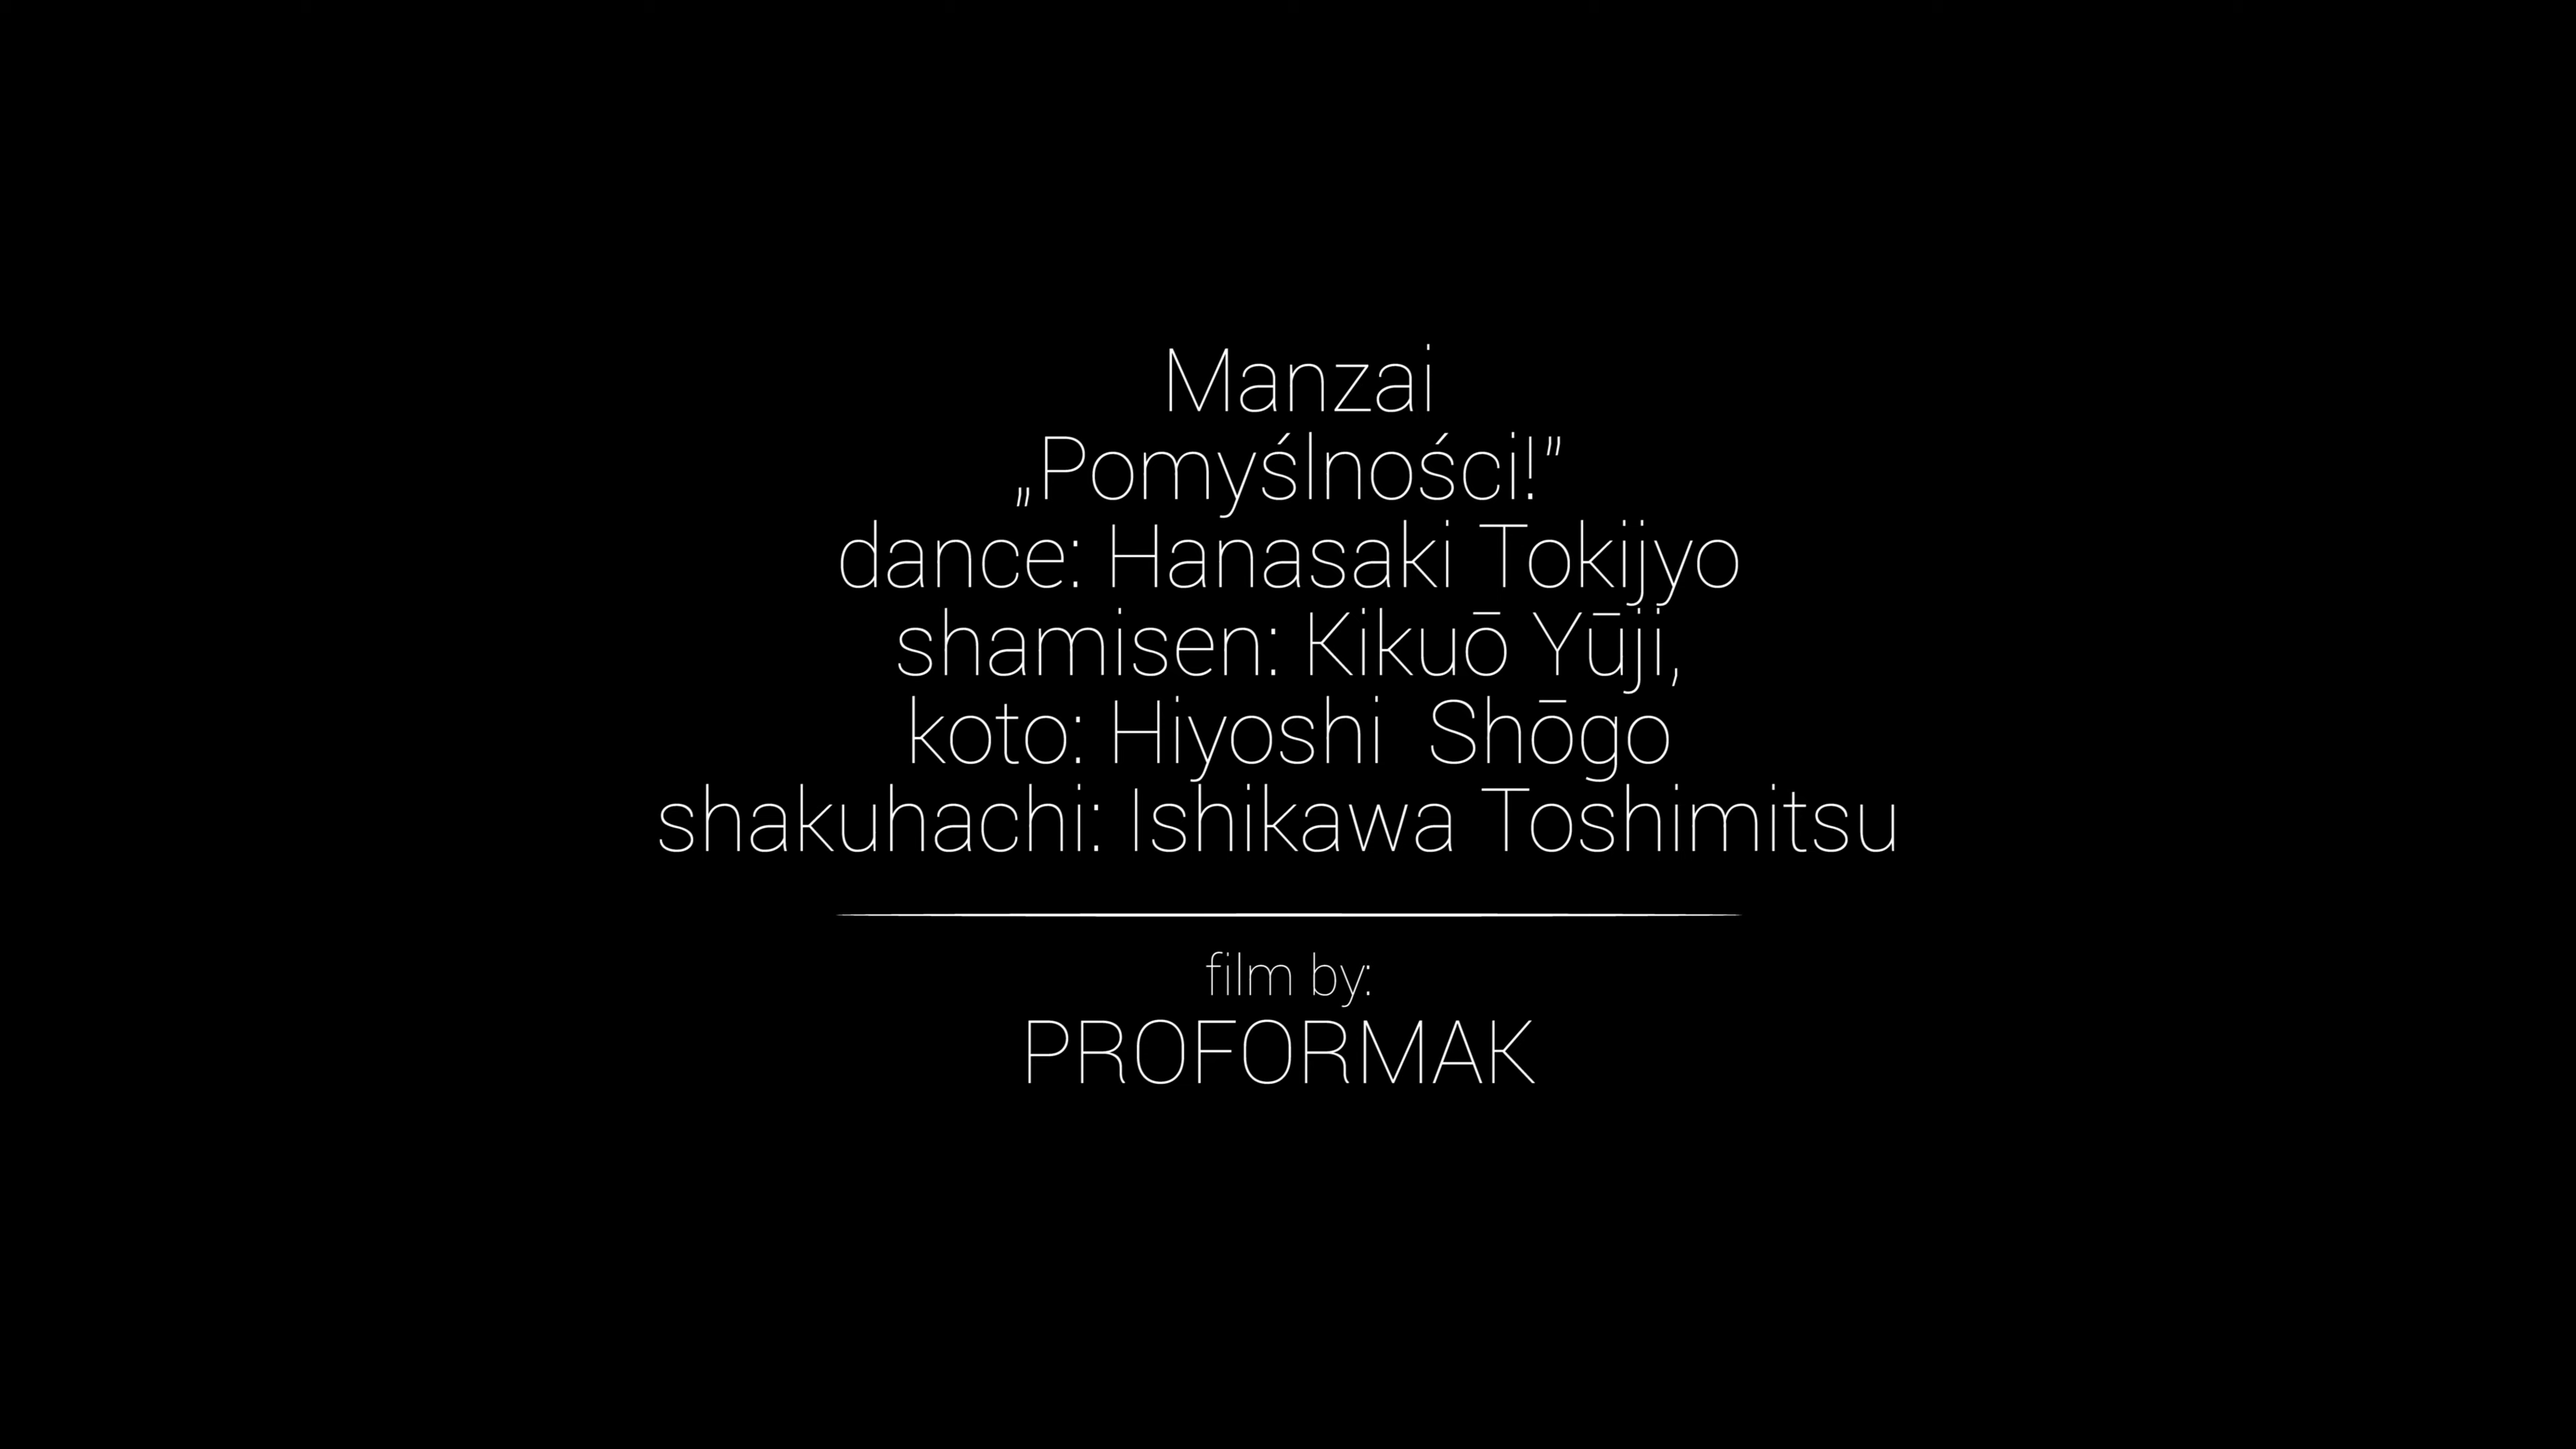 Manzai
„Pomyślności!”
dance: Hanasaki Tokijyo
shamisen: Kikuō Yūji,
koto: Hiyoshi  Shōgo
shakuhachi: Ishikawa Toshimitsu
film by:
PROFORMAK